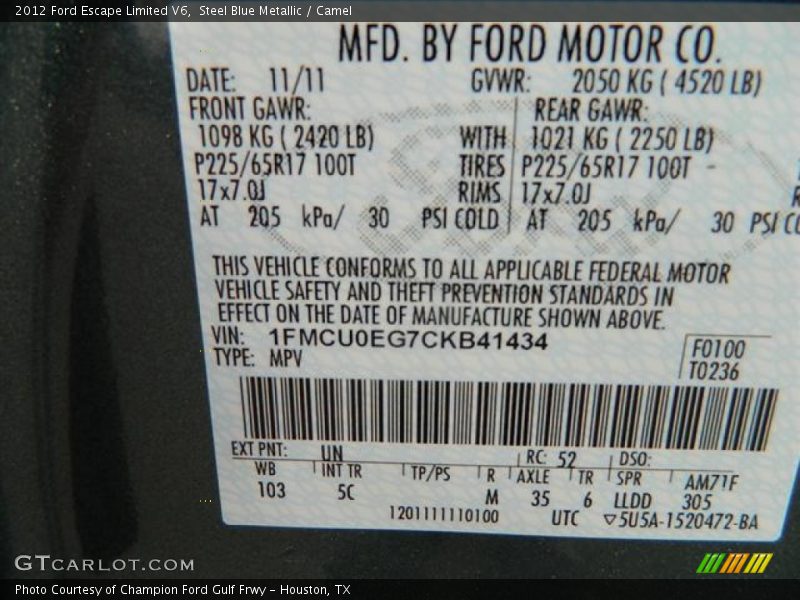 2012 Ford Escape Limited V6, Steel Blue Metallic / Camel
MFD. BY FORD MOTOR CO.
DATE: 11/11 GVWR: 2050 KG ( 4520 LB)
FRONT GAWR: REAR GAWR:
1098 KG ( 2420 LB) WITH 1021 KG ( 2250 LB)
P225/65R17 100T TIRES P225/65R17 100T -
17x7.0J RIMS 17x7.0J
AT 205 kPa/ 30 PSI COLD AT 205 kPa/ 30 PSI CO
THIS VEHICLE CONFORMS TO ALL APPLICABLE FEDERAL MOTOR
VEHICLE SAFETY AND THEFT PREVENTION STANDARDS IN
EFFECT ON THE DATE OF MANUFACTURE SHOWN ABOVE.
VIN: 1FMCU0EG7CKB41434
F0100
TYPE: MPV
T0236
EXT PNT: UN RC: 52 DSO:
WB INT TR TP/PS R AXLE TR SPR AM71F
103 5C M 35 6 LLDD 305
1201111110100 UTC ▽5U5A-1520472-BA
GTCARLOT.COM
Photo Courtesy of Champion Ford Gulf Frwy - Houston, TX